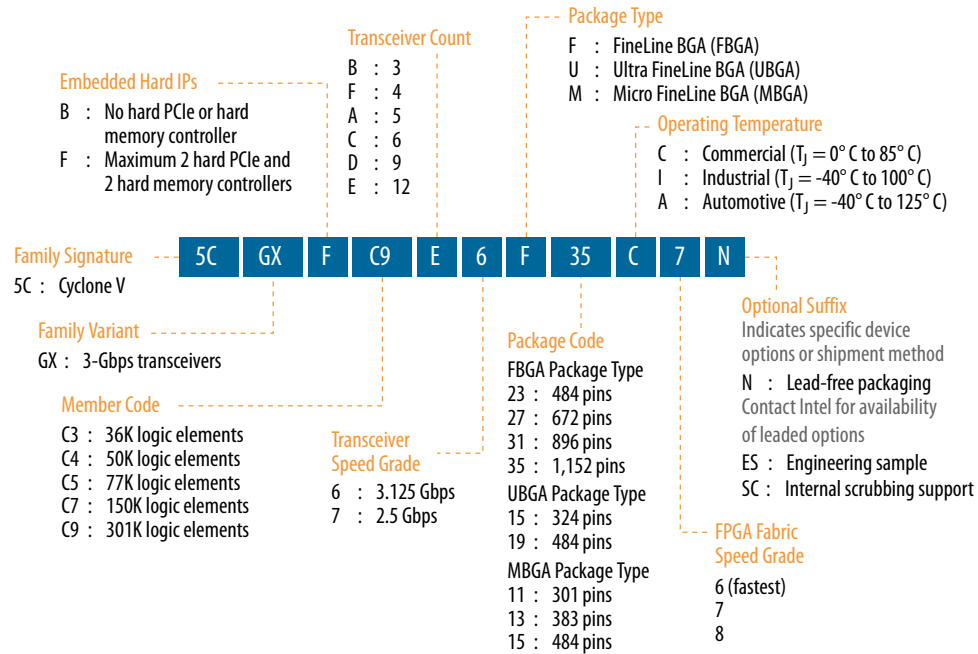 Package Type
F : FineLine BGA (FBGA)
U : Ultra FineLine BGA (UBGA)
M : Micro FineLine BGA (MBGA)
Transceiver Count
B : 3
F : 4
A : 5
C : 6
D : 9
E : 12
Embedded Hard IPs
B : No hard PCIe or hard
memory controller
F : Maximum 2 hard PCIe and
2 hard memory controllers
Operating Temperature
C : Commercial (TJ = 0° C to 85° C)
I : Industrial (TJ = -40° C to 100° C)
A : Automotive (TJ = -40° C to 125° C)
Family Signature
5C : Cyclone V
5C GX F C9 E 6 F 35 C 7 N
Family Variant
GX : 3-Gbps transceivers
Member Code
C3 : 36K logic elements
C4 : 50K logic elements
C5 : 77K logic elements
C7 : 150K logic elements
C9 : 301K logic elements
Transceiver
Speed Grade
6 : 3.125 Gbps
7 : 2.5 Gbps
Package Code
FBGA Package Type
23 : 484 pins
27 : 672 pins
31 : 896 pins
35 : 1,152 pins
UBGA Package Type
15 : 324 pins
19 : 484 pins
MBGA Package Type
11 : 301 pins
13 : 383 pins
15 : 484 pins
Optional Suffix
Indicates specific device
options or shipment method
N : Lead-free packaging
Contact Intel for availability
of leaded options
ES : Engineering sample
SC : Internal scrubbing support
FPGA Fabric
Speed Grade
6 (fastest)
7
8